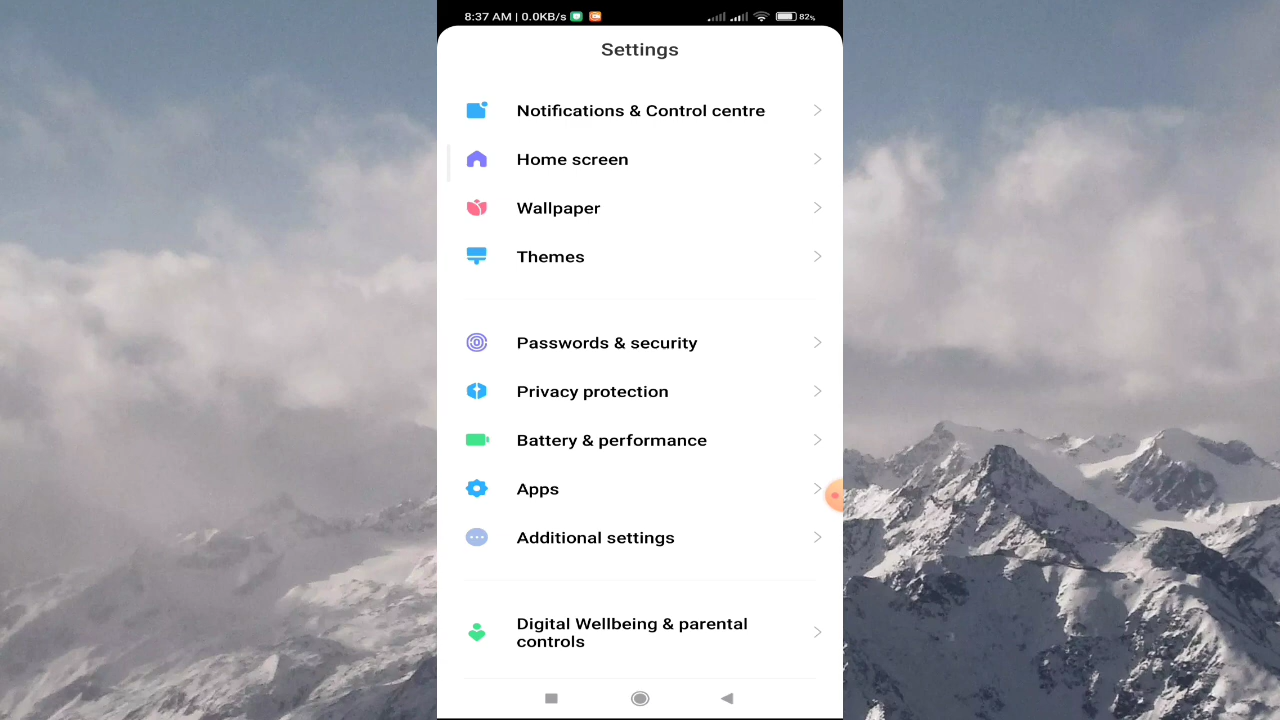 8:37 AM | 0.0KB/s 82%
Settings
Notifications & Control centre
Home screen
Wallpaper
Themes
Passwords & security
Privacy protection
Battery & performance
Apps
Additional settings
Digital Wellbeing & parental
controls